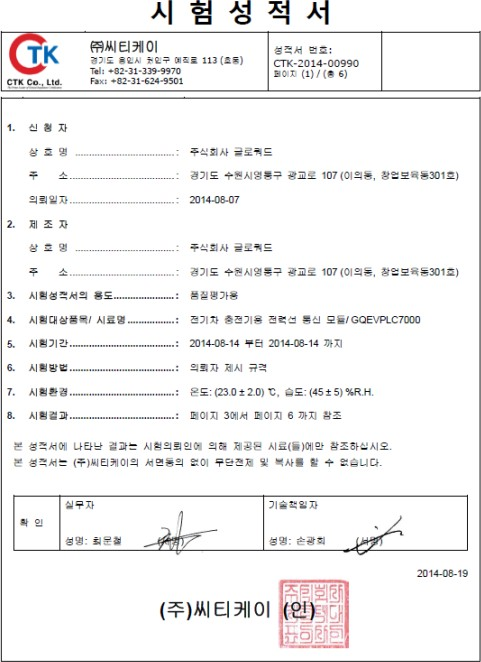 시 험 성 적 서
CTK
CTK Co., Ltd.
㈜씨티케이
경기도 용인시 처인구 예직로 113 (호동)
Tel: +82-31-339-9970
Fax: +82-31-624-9501
성적서 번호:
CTK-2014-00990
페이지 (1) / (총 6)
1. 신 청 자
상 호 명 : 주식회사 글로쿼드
주 소 : 경기도 수원시영통구 광교로 107 (이의동, 창업보육동301호)
의뢰일자 : 2014-08-07
2. 제 조 자
상 호 명 : 주식회사 글로쿼드
주 소 : 경기도 수원시영통구 광교로 107 (이의동, 창업보육동301호)
3. 시험성적서의 용도 : 품질평가용
4. 시험대상품목/ 시료명 : 전기차 충전기용 전력선 통신 모듈/ GQEVPLC7000
5. 시험기간 : 2014-08-14 부터 2014-08-14 까지
6. 시험방법 : 의뢰자 제시 규격
7. 시험환경 : 온도: (23.0 ± 2.0) ℃, 습도: (45 ± 5) %R.H.
8. 시험결과 : 페이지 3에서 페이지 6 까지 참조
본 성적서에 나타난 결과는 시험의뢰인에 의해 제공된 시료(들)에만 참조하십시오.
본 성적서는 (주)씨티케이의 서면동의 없이 무단전제 및 복사를 할 수 없습니다.
확 인
실무자
성명: 최문철 (서명)
기술책임자
성명: 손광회 (서명)
2014-08-19
(주)씨티케이 (인)